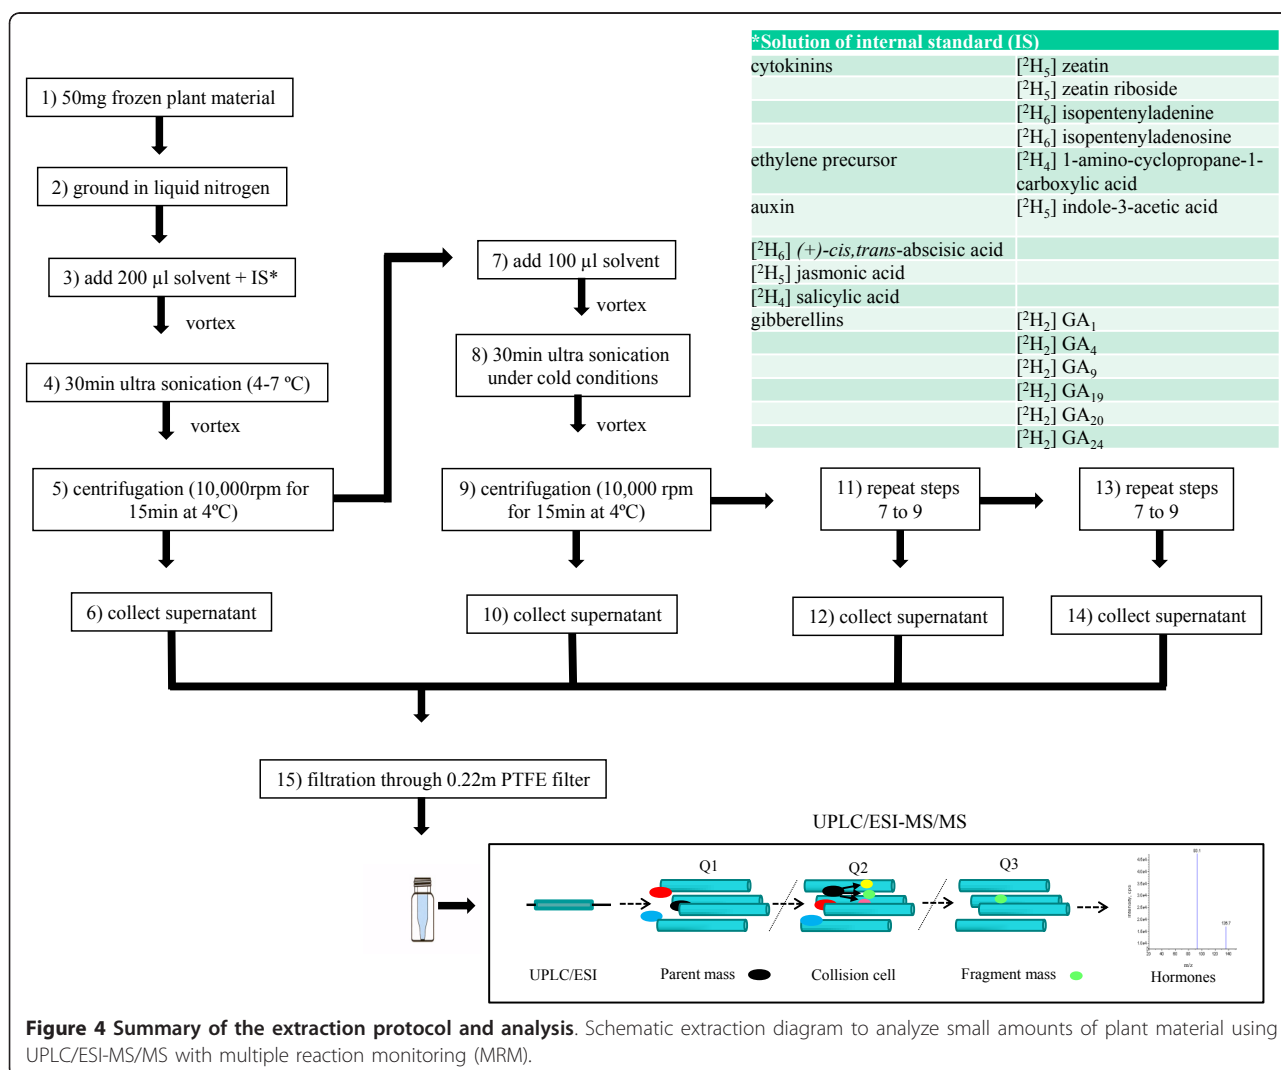 *Solution of internal standard (IS)
cytokinins [²H₅] zeatin
[²H₅] zeatin riboside
[²H₆] isopentenyladenine
[²H₆] isopentenyladenosine
ethylene precursor [²H₄] 1-amino-cyclopropane-1-
carboxylic acid
auxin [²H₅] indole-3-acetic acid
[²H₆] (+)-cis,trans-abscisic acid
[²H₅] jasmonic acid
[²H₄] salicylic acid
gibberellins [²H₂] GA₁
[²H₂] GA₄
[²H₂] GA₉
[²H₂] GA₁₉
[²H₂] GA₂₀
[²H₂] GA₂₄
1) 50mg frozen plant material
2) ground in liquid nitrogen
3) add 200 µl solvent + IS*
vortex
4) 30min ultra sonication (4-7 ºC)
vortex
5) centrifugation (10,000rpm for
15min at 4ºC)
6) collect supernatant
7) add 100 µl solvent
vortex
8) 30min ultra sonication
under cold conditions
vortex
9) centrifugation (10,000 rpm
for 15min at 4ºC)
10) collect supernatant
11) repeat steps
7 to 9
12) collect supernatant
13) repeat steps
7 to 9
14) collect supernatant
15) filtration through 0.22m PTFE filter
UPLC/ESI-MS/MS
Q1 Q2 Q3
UPLC/ESI Parent mass Collision cell Fragment mass Hormones
m/z
Figure 4 Summary of the extraction protocol and analysis. Schematic extraction diagram to analyze small amounts of plant material using
UPLC/ESI-MS/MS with multiple reaction monitoring (MRM).